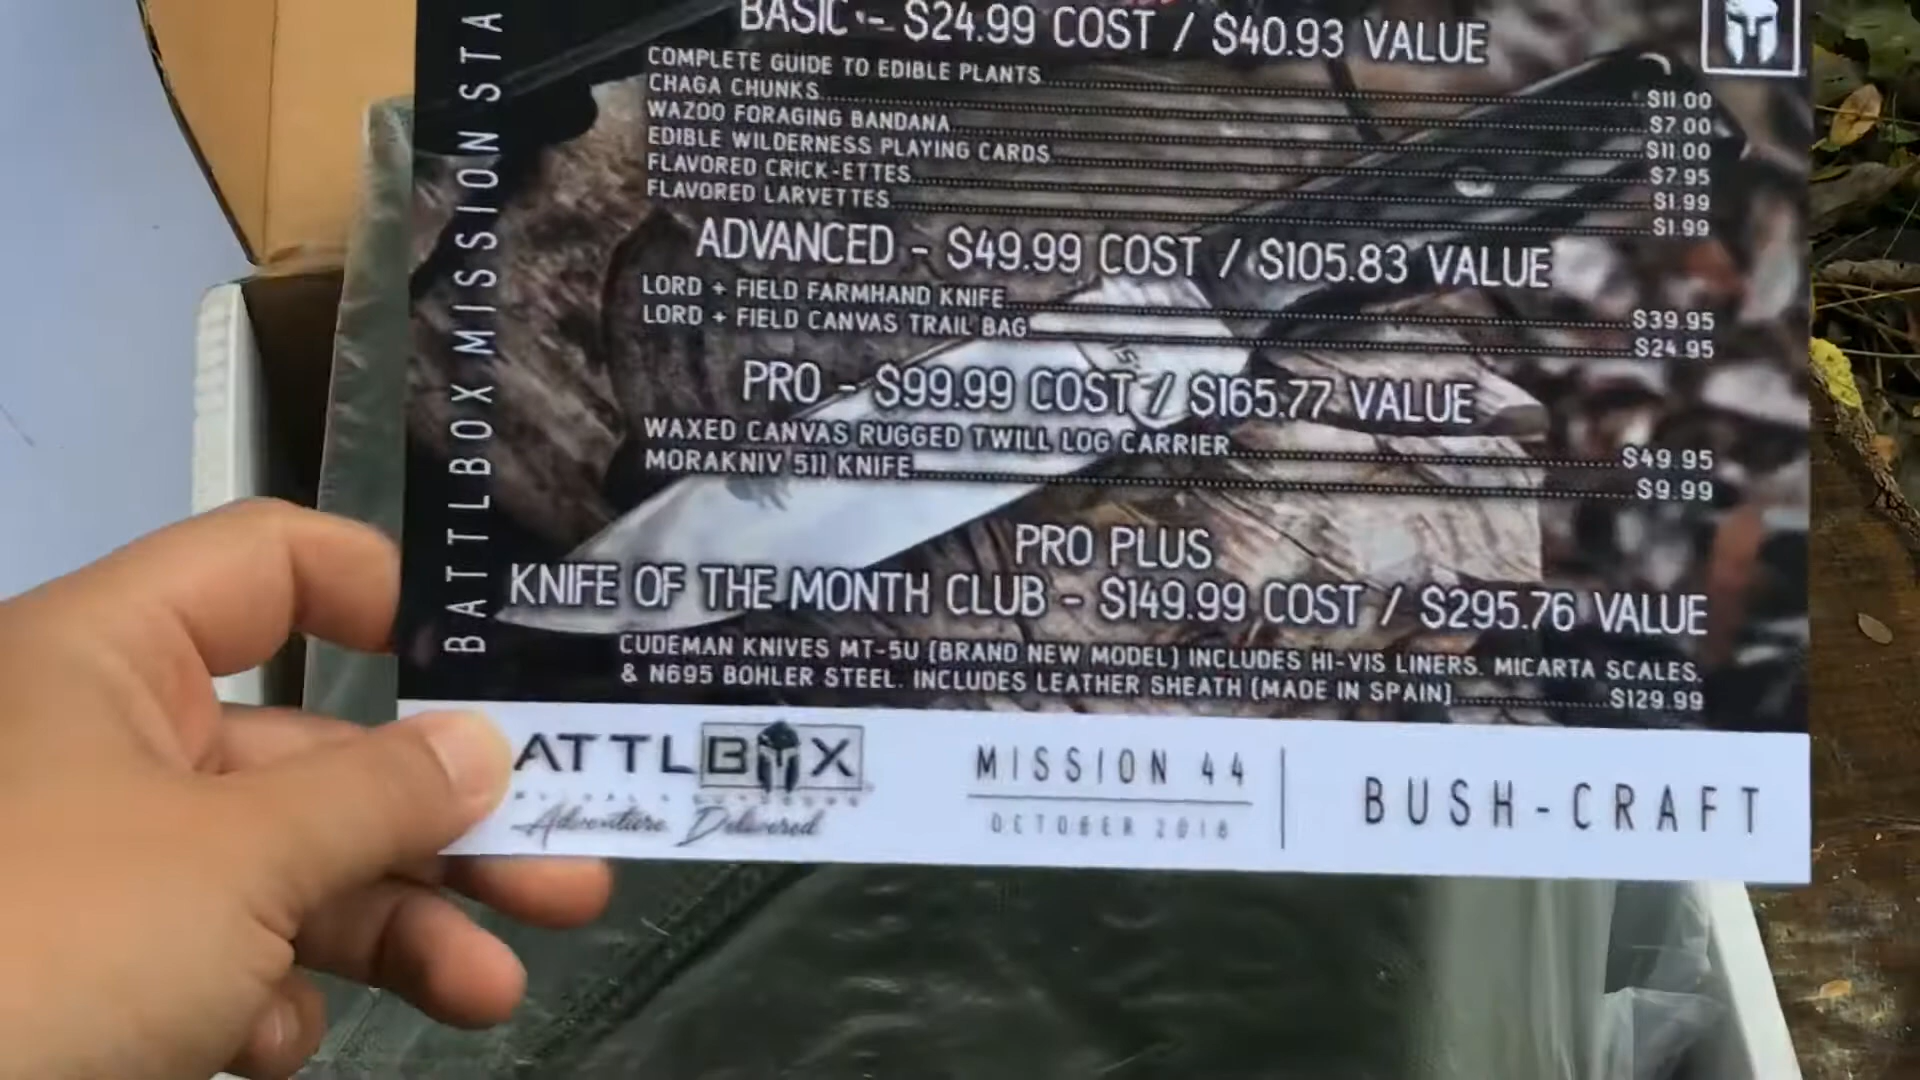 BATTLBOX MISSION STA
BASIC - $24.99 COST / $40.93 VALUE
COMPLETE GUIDE TO EDIBLE PLANTS $11.00
CHAGA CHUNKS $7.00
WAZOO FORAGING BANDANA $11.00
EDIBLE WILDERNESS PLAYING CARDS $7.95
FLAVORED CRICK-ETTES $1.99
FLAVORED LARVETTES $1.99
ADVANCED - $49.99 COST / $105.83 VALUE
LORD + FIELD FARMHAND KNIFE $39.95
LORD + FIELD CANVAS TRAIL BAG $24.95
PRO - $99.99 COST / $165.77 VALUE
WAXED CANVAS RUGGED TWILL LOG CARRIER $49.95
MORAKNIV 511 KNIFE $9.99
PRO PLUS
KNIFE OF THE MONTH CLUB - $149.99 COST / $295.76 VALUE
CUDEMAN KNIVES MT-5U (BRAND NEW MODEL) INCLUDES HI-VIS LINERS, MICARTA SCALES,
& N695 BOHLER STEEL. INCLUDES LEATHER SHEATH (MADE IN SPAIN) $129.99
ATTLBOX
Adventure Delivered
MISSION 44
OCTOBER 2018
BUSH-CRAFT